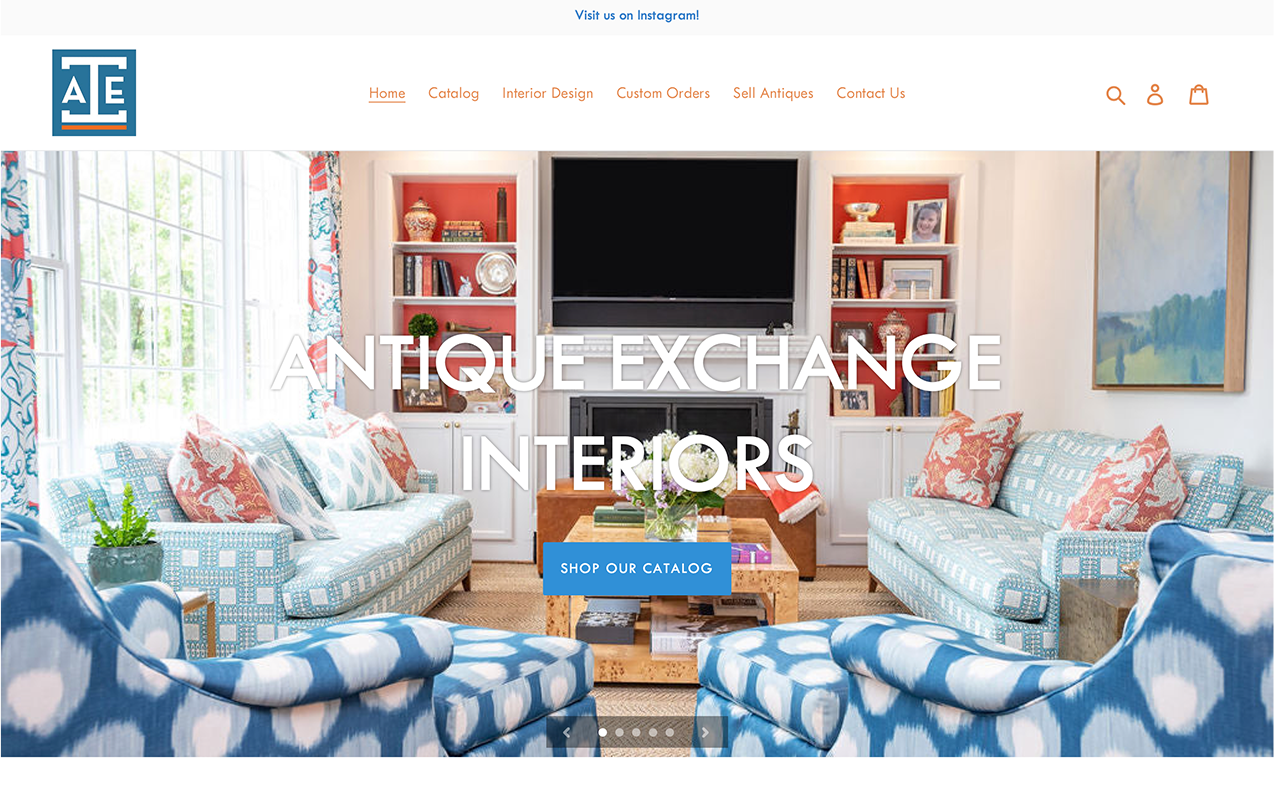 Visit us on Instagram!
AIE
Home Catalog Interior Design Custom Orders Sell Antiques Contact Us
ANTIQUE EXCHANGE
INTERIORS
SHOP OUR CATALOG